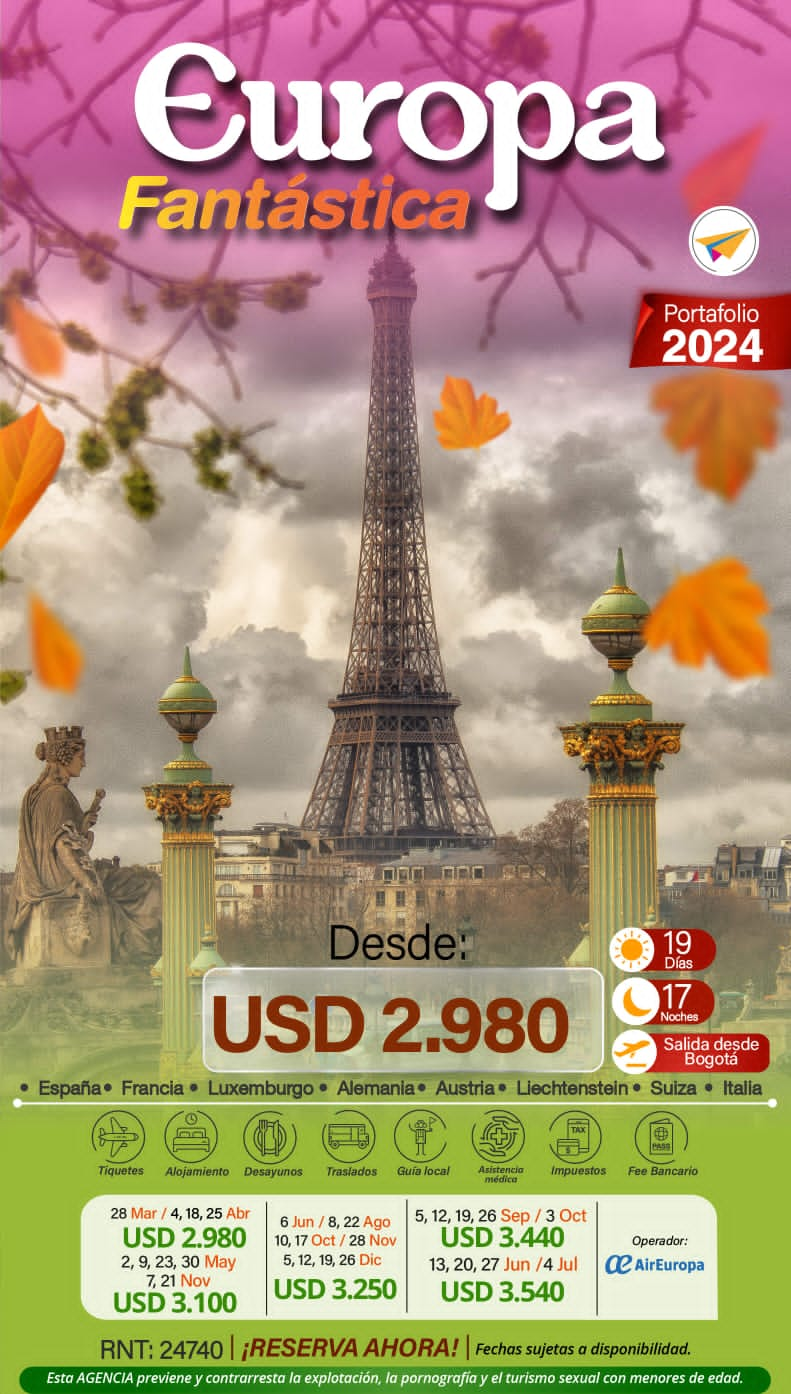 Europa
Fantástica
Portafolio
2024
Desde:
USD 2.980
19
Días
17
Noches
Salida desde
Bogotá
• España • Francia • Luxemburgo • Alemania • Austria • Liechtenstein • Suiza • Italia
TAX
PASS
Tiquetes
Alojamiento
Desayunos
Traslados
Guía local
Asistencia
médica
Impuestos
Fee Bancario
28 Mar / 4, 18, 25 Abr
USD 2.980
2, 9, 23, 30 May
7, 21 Nov
USD 3.100
6 Jun / 8, 22 Ago
10, 17 Oct / 28 Nov
5, 12, 19, 26 Dic
USD 3.250
5, 12, 19, 26 Sep / 3 Oct
USD 3.440
13, 20, 27 Jun / 4 Jul
USD 3.540
Operador:
AirEuropa
RNT: 24740 | ¡RESERVA AHORA! | Fechas sujetas a disponibilidad.
Esta AGENCIA previene y contrarresta la explotación, la pornografía y el turismo sexual con menores de edad.